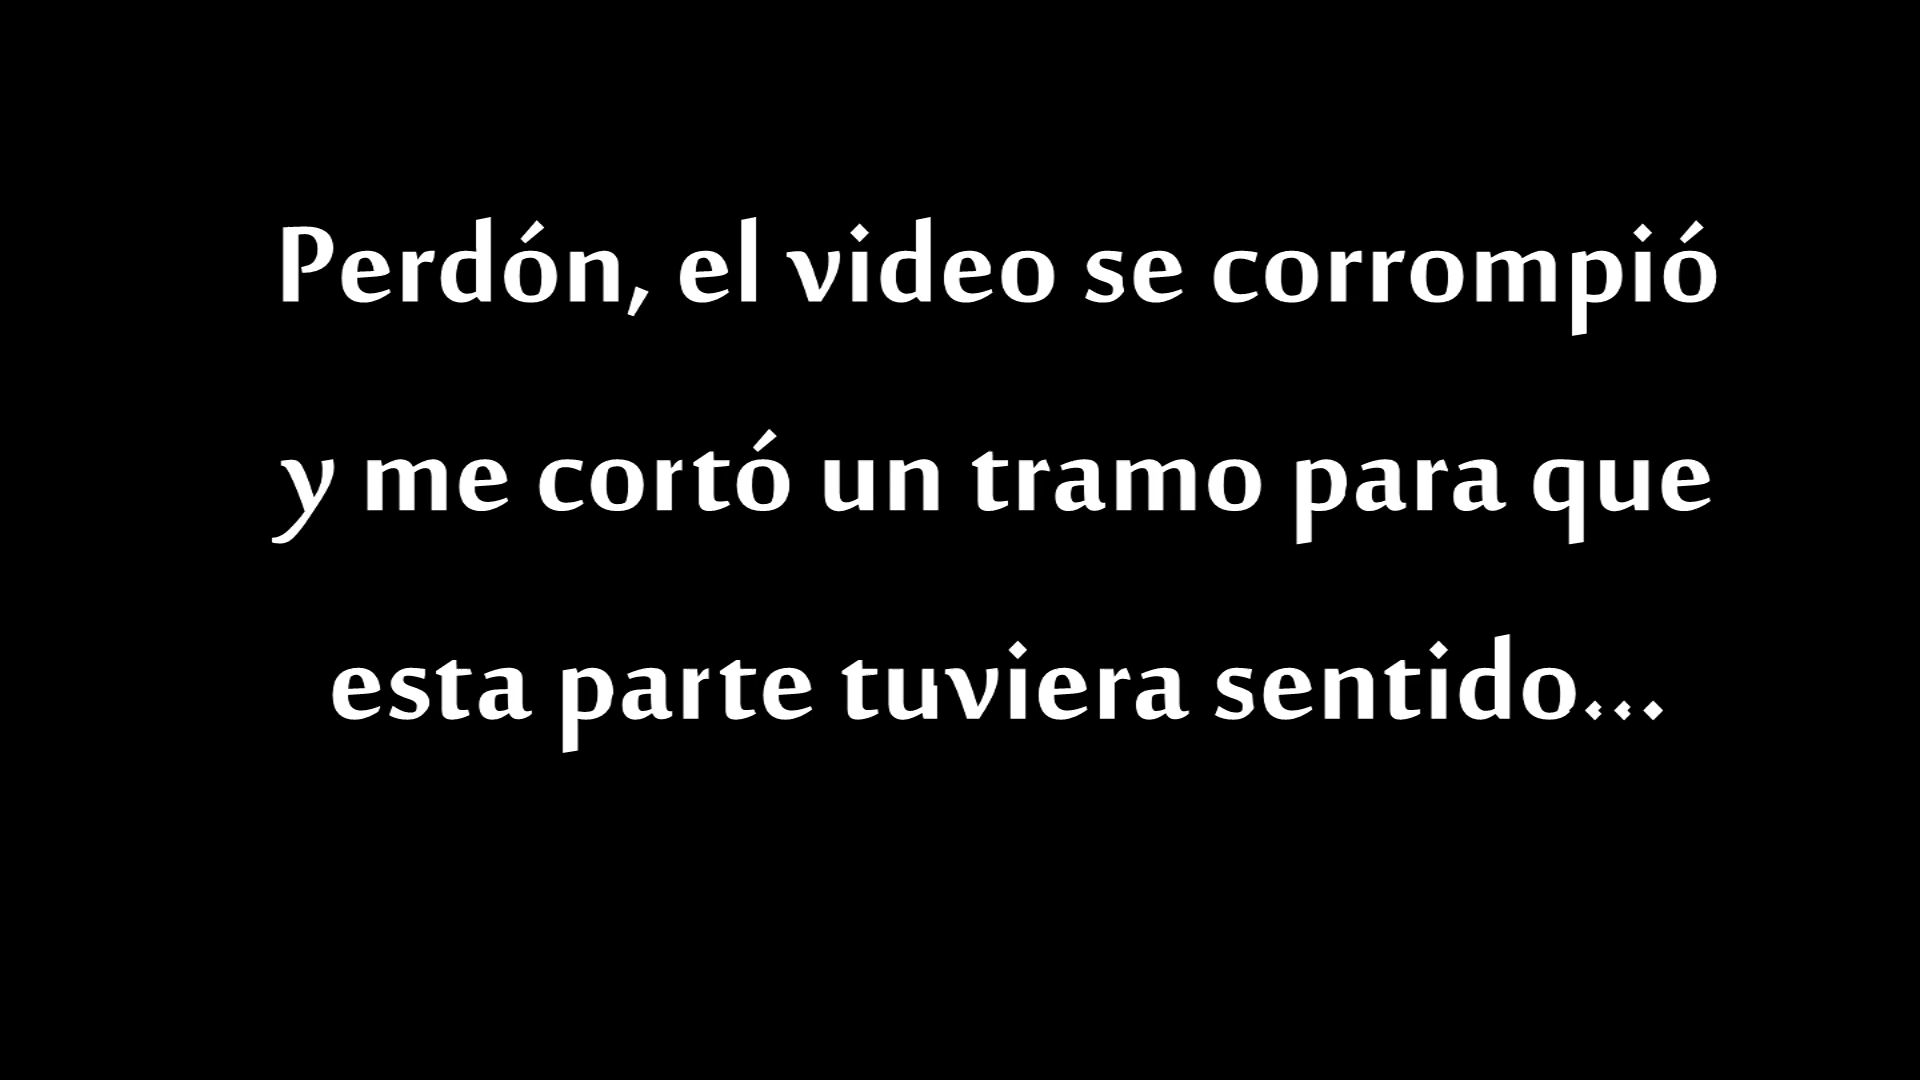 Perdón, el video se corrompió
y me cortó un tramo para que
esta parte tuviera sentido...